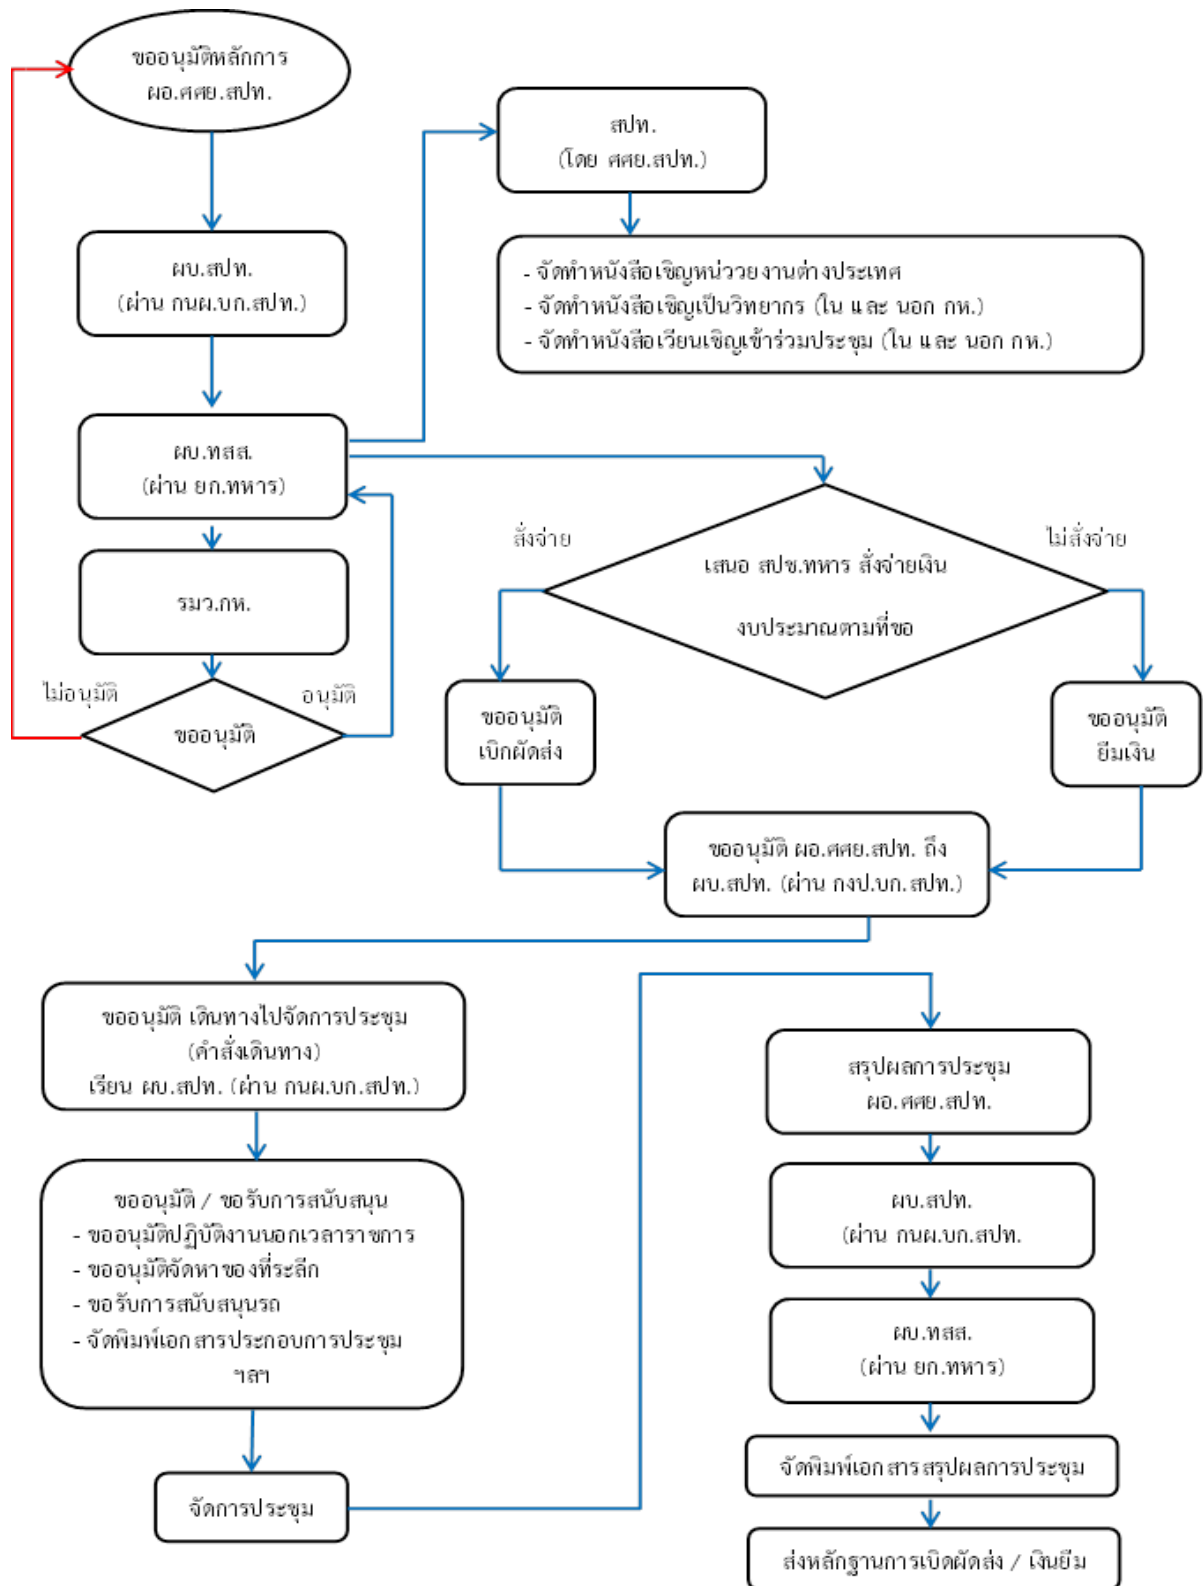 ขออนุมัติหลักการ
ผอ.ศศย.สปท.
สปท.
(โดย ศศย.สปท.)
ผบ.สปท.
(ผ่าน กนผ.บก.สปท.)
- จัดทำหนังสือเชิญหน่ววยงานต่างประเทศ
- จัดทำหนังสือเชิญเป็นวิทยากร (ใน และ นอก กห.)
- จัดทำหนังสือเวียนเชิญเข้าร่วมประชุม (ใน และ นอก กห.)
ผบ.ทสส.
(ผ่าน ยก.ทหาร)
รมว.กห.
ไม่อนุมัติ
อนุมัติ
ขออนุมัติ
สั่งจ่าย
ไม่สั่งจ่าย
เสนอ สปช.ทหาร สั่งจ่ายเงิน
งบประมาณตามที่ขอ
ขออนุมัติ
เบิกผัดส่ง
ขออนุมัติ
ยืมเงิน
ขออนุมัติ ผอ.ศศย.สปท. ถึง
ผบ.สปท. (ผ่าน กงป.บก.สปท.)
ขออนุมัติ เดินทางไปจัดการประชุม
(คำสั่งเดินทาง)
เรียน ผบ.สปท. (ผ่าน กนผ.บก.สปท.)
ขออนุมัติ / ขอรับการสนับสนุน
- ขออนุมัติปฏิบัติงานนอกเวลาราชการ
- ขออนุมัติจัดหาของที่ระลึก
- ขอรับการสนับสนุนรถ
- จัดพิมพ์เอกสารประกอบการประชุม
ฯลฯ
จัดการประชุม
สรุปผลการประชุม
ผอ.ศศย.สปท.
ผบ.สปท.
(ผ่าน กนผ.บก.สปท.
ผบ.ทสส.
(ผ่าน ยก.ทหาร)
จัดพิมพ์เอกสารสรุปผลการประชุม
ส่งหลักฐานการเบิดผัดส่ง / เงินยืม